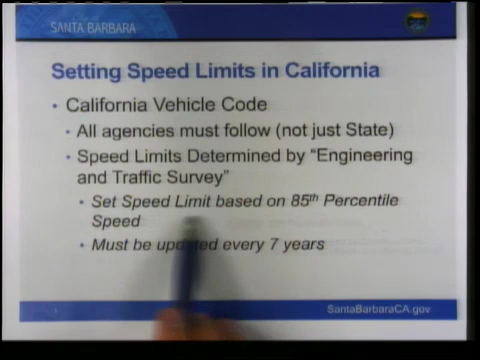 SANTA BARBARA
Setting Speed Limits in California
• California Vehicle Code
• All agencies must follow (not just State)
• Speed Limits Determined by “Engineering
and Traffic Survey”
• Set Speed Limit based on 85th Percentile
Speed
• Must be updated every 7 years
SantaBarbaraCA.gov